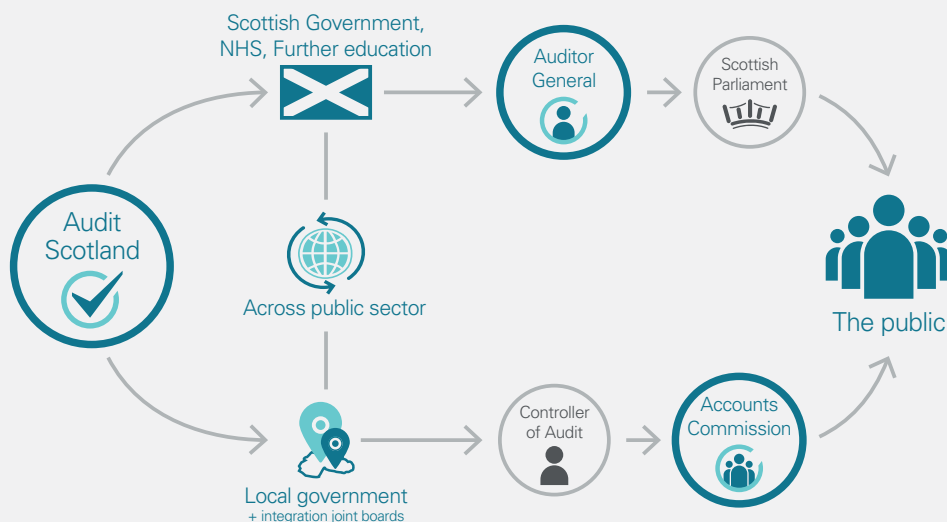 Scottish Government,
NHS, Further education
Auditor
General
Scottish
Parliament
Audit
Scotland
Across public sector
The public
Local government
+ integration joint boards
Controller
of Audit
Accounts
Commission